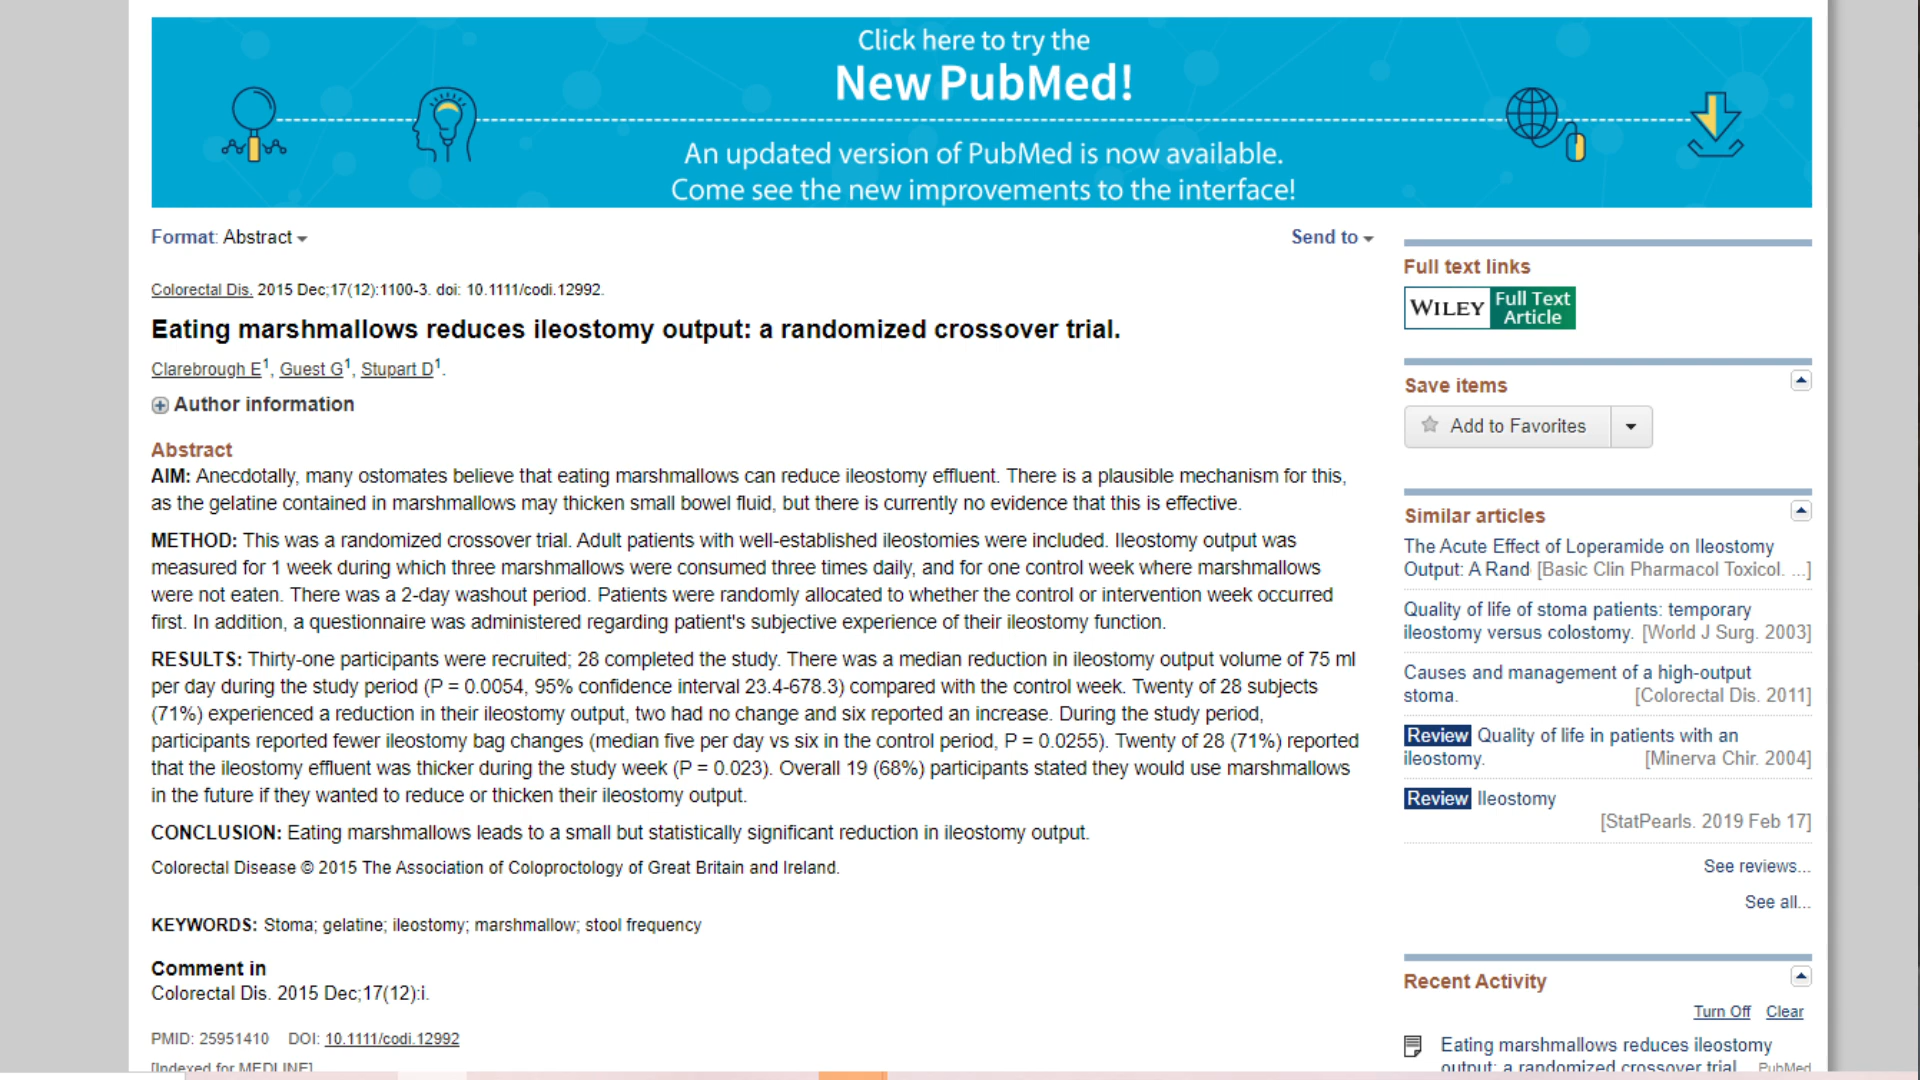 Click here to try the
New PubMed!
An updated version of PubMed is now available.
Come see the new improvements to the interface!
Format: Abstract
Send to
Colorectal Dis. 2015 Dec;17(12):1100-3. doi: 10.1111/codi.12992.
Eating marshmallows reduces ileostomy output: a randomized crossover trial.
Clarebrough E1, Guest G1, Stupart D1.
Author information
Abstract
AIM: Anecdotally, many ostomates believe that eating marshmallows can reduce ileostomy effluent. There is a plausible mechanism for this,
as the gelatine contained in marshmallows may thicken small bowel fluid, but there is currently no evidence that this is effective.
METHOD: This was a randomized crossover trial. Adult patients with well-established ileostomies were included. Ileostomy output was
measured for 1 week during which three marshmallows were consumed three times daily, and for one control week where marshmallows
were not eaten. There was a 2-day washout period. Patients were randomly allocated to whether the control or intervention week occurred
first. In addition, a questionnaire was administered regarding patient's subjective experience of their ileostomy function.
RESULTS: Thirty-one participants were recruited; 28 completed the study. There was a median reduction in ileostomy output volume of 75 ml
per day during the study period (P = 0.0054, 95% confidence interval 23.4-678.3) compared with the control week. Twenty of 28 subjects
(71%) experienced a reduction in their ileostomy output, two had no change and six reported an increase. During the study period,
participants reported fewer ileostomy bag changes (median five per day vs six in the control period, P = 0.0255). Twenty of 28 (71%) reported
that the ileostomy effluent was thicker during the study week (P = 0.023). Overall 19 (68%) participants stated they would use marshmallows
in the future if they wanted to reduce or thicken their ileostomy output.
CONCLUSION: Eating marshmallows leads to a small but statistically significant reduction in ileostomy output.
Colorectal Disease © 2015 The Association of Coloproctology of Great Britain and Ireland.
KEYWORDS: Stoma; gelatine; ileostomy; marshmallow; stool frequency
Comment in
Colorectal Dis. 2015 Dec;17(12):i.
PMID: 25951410 DOI: 10.1111/codi.12992
[Indexed for MEDLINE]
Full text links
WILEY Full Text
Article
Save items
Add to Favorites
Similar articles
The Acute Effect of Loperamide on Ileostomy
Output: A Rand [Basic Clin Pharmacol Toxicol. ...]
Quality of life of stoma patients: temporary
ileostomy versus colostomy. [World J Surg. 2003]
Causes and management of a high-output
stoma. [Colorectal Dis. 2011]
Review Quality of life in patients with an
ileostomy. [Minerva Chir. 2004]
Review Ileostomy
[StatPearls. 2019 Feb 17]
See reviews...
See all...
Recent Activity
Turn Off Clear
Eating marshmallows reduces ileostomy
output: a randomized crossover trial. PubMed